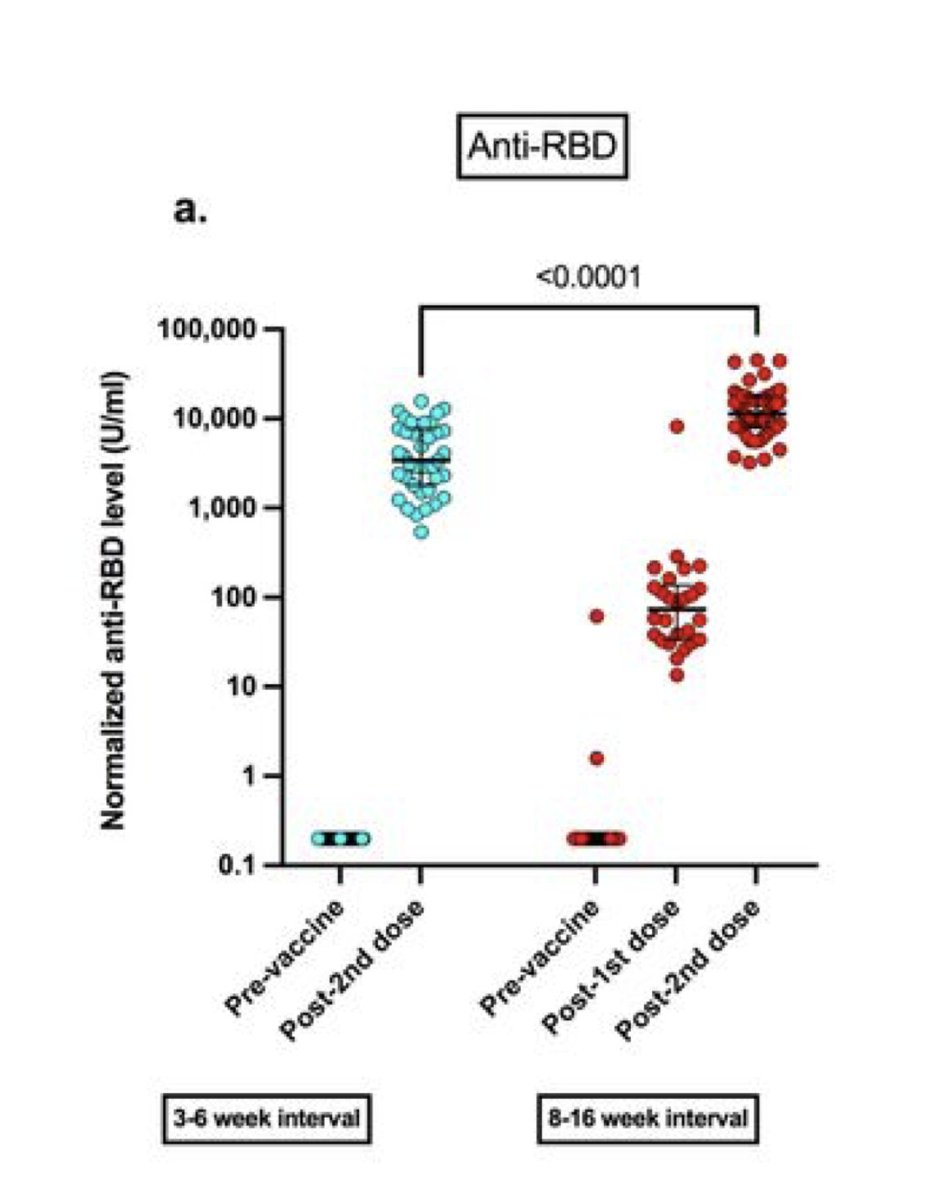 Anti-RBD
a.
<0.0001
Normalized anti-RBD level (U/ml)
100,000
10,000
1,000
100
10
1
0.1
Pre-vaccine
Post-2nd dose
Pre-vaccine
Post-1st dose
Post-2nd dose
3-6 week interval
8-16 week interval